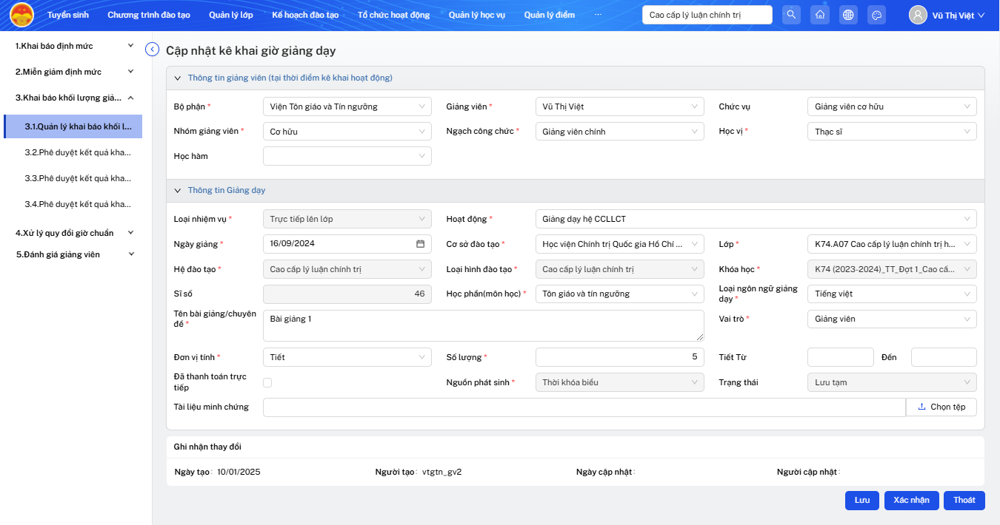 Tuyển sinh Chương trình đào tạo Quản lý lớp Kế hoạch đào tạo Tổ chức hoạt động Quản lý học vụ Quản lý điểm ... Cao cấp lý luận chính trị Vũ Thị Việt
1.Khai báo định mức
2.Miễn giảm định mức
3.Khai báo khối lượng giả...
3.1.Quản lý khai báo khối l...
3.2.Phê duyệt kết quả kha...
3.3.Phê duyệt kết quả kha...
3.4.Phê duyệt kết quả kha...
4.Xử lý quy đổi giờ chuẩn
5.Đánh giá giảng viên
Cập nhật kê khai giờ giảng dạy
Thông tin giảng viên (tại thời điểm kê khai hoạt động)
Bộ phận * Viện Tôn giáo và Tín ngưỡng Giảng viên * Vũ Thị Việt Chức vụ Giảng viên cơ hữu
Nhóm giảng viên * Cơ hữu Ngạch công chức * Giảng viên chính Học vị * Thạc sĩ
Học hàm
Thông tin Giảng dạy
Loại nhiệm vụ * Trực tiếp lên lớp Hoạt động * Giảng dạy hệ CCLLCT
Ngày giảng * 16/09/2024 Cơ sở đào tạo * Học viện Chính trị Quốc gia Hồ Chí ... Lớp * K74.A07 Cao cấp lý luận chính trị h...
Hệ đào tạo * Cao cấp lý luận chính trị Loại hình đào tạo * Cao cấp lý luận chính trị Khóa học * K74 (2023-2024)_TT_Đợt 1_Cao cấ...
Sĩ số 46 Học phần(môn học) * Tôn giáo và tín ngưỡng Loại ngôn ngữ giảng
dạy * Tiếng việt
Tên bài giảng/chuyên
đề * Bài giảng 1 Vai trò * Giảng viên
Đơn vị tính * Tiết Số lượng * 5 Tiết Từ Đến
Đã thanh toán trực
tiếp Nguồn phát sinh * Thời khóa biểu Trạng thái Lưu tạm
Tài liệu minh chứng Chọn tệp
Ghi nhận thay đổi
Ngày tạo: 10/01/2025 Người tạo: vtgtn_gv2 Ngày cập nhật: Người cập nhật:
Lưu Xác nhận Thoát